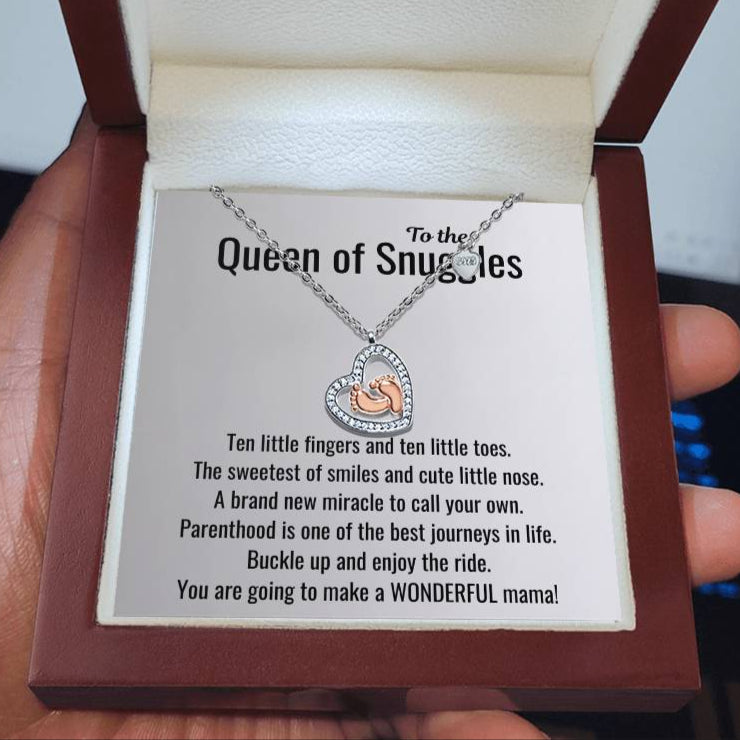 To the
Queen of Snuggles
Ten little fingers and ten little toes.
The sweetest of smiles and cute little nose.
A brand new miracle to call your own.
Parenthood is one of the best journeys in life.
Buckle up and enjoy the ride.
You are going to make a WONDERFUL mama!